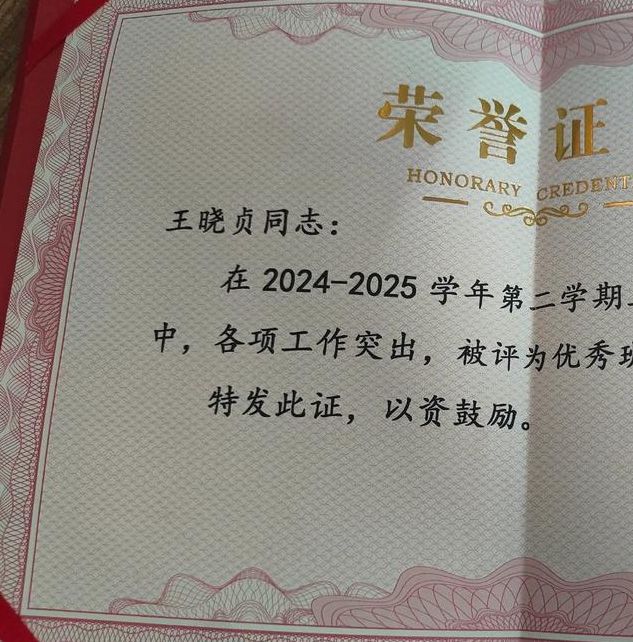 荣誉证
HONORARY CREDENT
王晓贞同志：
在 2024-2025 学年第二学期
中，各项工作突出，被评为优秀班
特发此证，以资鼓励。